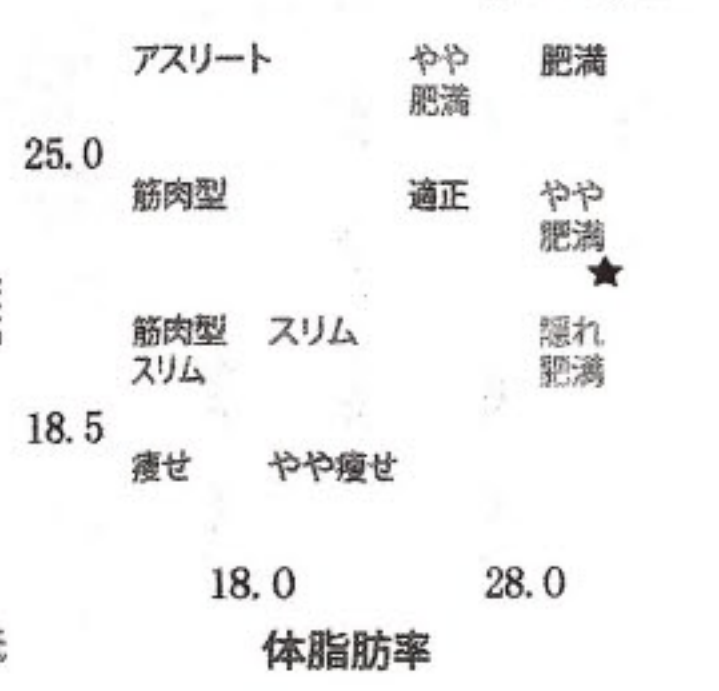 アスリート やや 肥満
肥満
25.0
筋肉型 適正 やや
肥満
★
筋肉型 スリム 隠れ
スリム 肥満
18.5
痩せ やや痩せ
18.0 28.0
体脂肪率